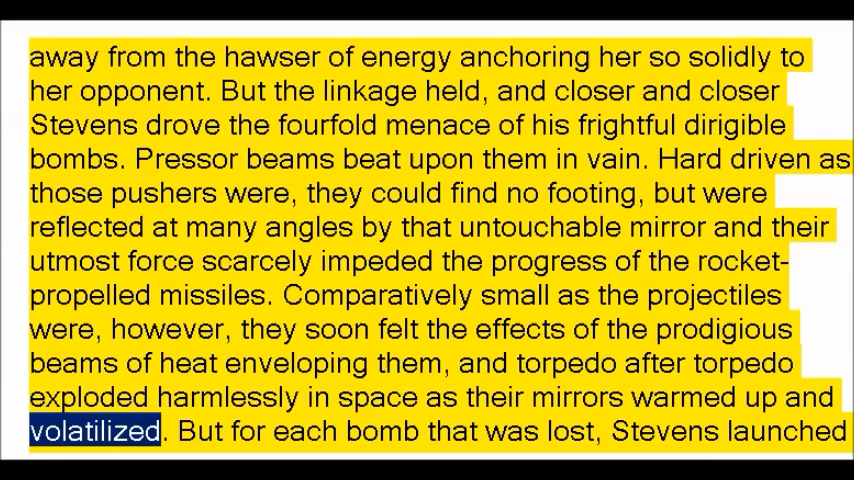 away from the hawser of energy anchoring her so solidly to
her opponent. But the linkage held, and closer and closer
Stevens drove the fourfold menace of his frightful dirigible
bombs. Pressor beams beat upon them in vain. Hard driven as
those pushers were, they could find no footing, but were
reflected at many angles by that untouchable mirror and their
utmost force scarcely impeded the progress of the rocket-
propelled missiles. Comparatively small as the projectiles
were, however, they soon felt the effects of the prodigious
beams of heat enveloping them, and torpedo after torpedo
exploded harmlessly in space as their mirrors warmed up and
volatilized. But for each bomb that was lost, Stevens launched